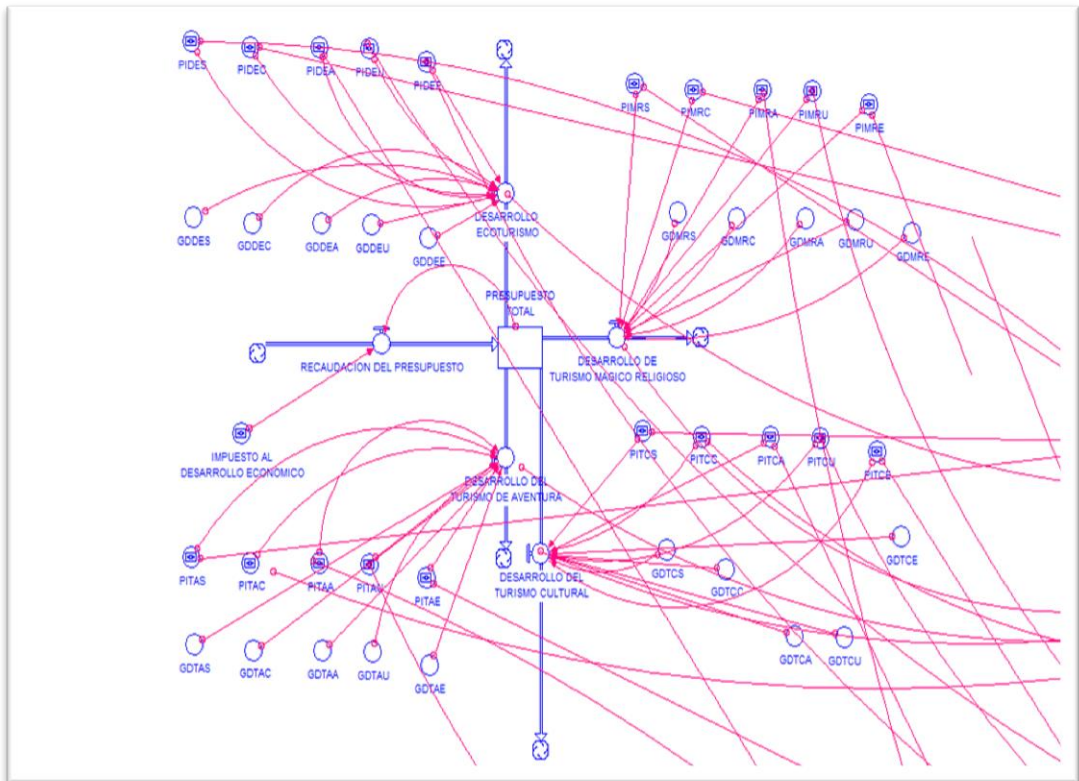 PIDES
PIDEC
PIDEA
PIDEU
PIDEE
PIMRS
PIMRC
PIMRA
PIMRU
PIMRE
GDDES
GDDEC
GDDEA
GDDEU
GDDEE
DESARROLLO
ECOTURISMO
GDMRS
GDMRC
GDMRA
GDMRU
GDMRE
PRESUPUESTO
TOTAL
RECAUDACION DEL PRESUPUESTO
DESARROLLO DE
TURISMO MAGICO RELIGIOSO
IMPUESTO AL
DESARROLLO ECONOMICO
PITCS
PITCC
PITCA
PITCU
PITCE
DESARROLLO DEL
TURISMO DE AVENTURA
PITAS
PITAC
PITAA
PITAU
PITAE
DESARROLLO DEL
TURISMO CULTURAL
GDTCS
GDTCC
GDTCE
GDTCA
GDTCU
GDTAS
GDTAC
GDTAA
GDTAU
GDTAE